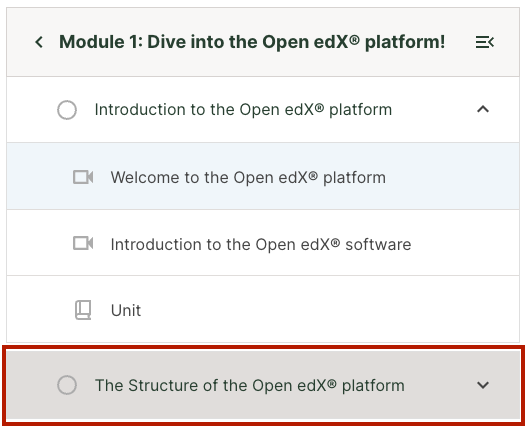 Module 1: Dive into the Open edX® platform!
Introduction to the Open edX® platform
Welcome to the Open edX® platform
Introduction to the Open edX® software
Unit
The Structure of the Open edX® platform